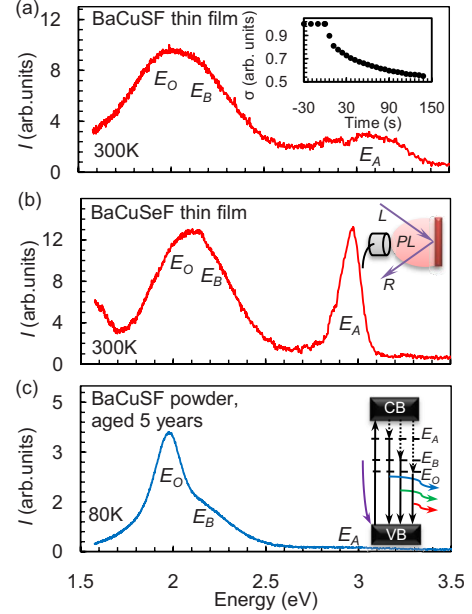 (a)
BaCuSF thin film
I (arb.units)
12
8
4
0
E_O
E_B
E_A
300K
σ (arb. units)
0.9
0.7
0.5
-30 30 90 150
Time (s)
(b)
BaCuSeF thin film
I (arb.units)
12
8
4
0
E_O
E_B
E_A
300K
L
PL
R
(c)
BaCuSF powder,
aged 5 years
I (arb.units)
5
3
2
0
E_O
E_B
E_A
80K
CB
E_A
E_B
E_O
VB
1.5 2 2.5 3 3.5
Energy (eV)